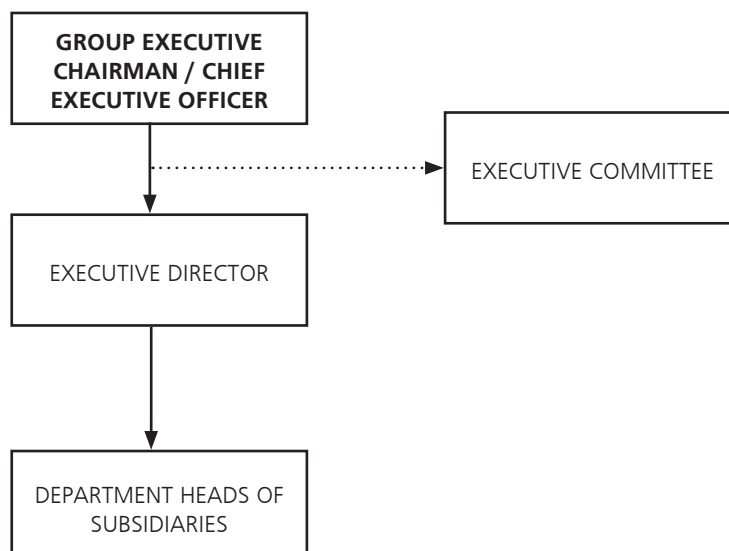 GROUP EXECUTIVE
CHAIRMAN / CHIEF
EXECUTIVE OFFICER
EXECUTIVE COMMITTEE
EXECUTIVE DIRECTOR
DEPARTMENT HEADS OF
SUBSIDIARIES